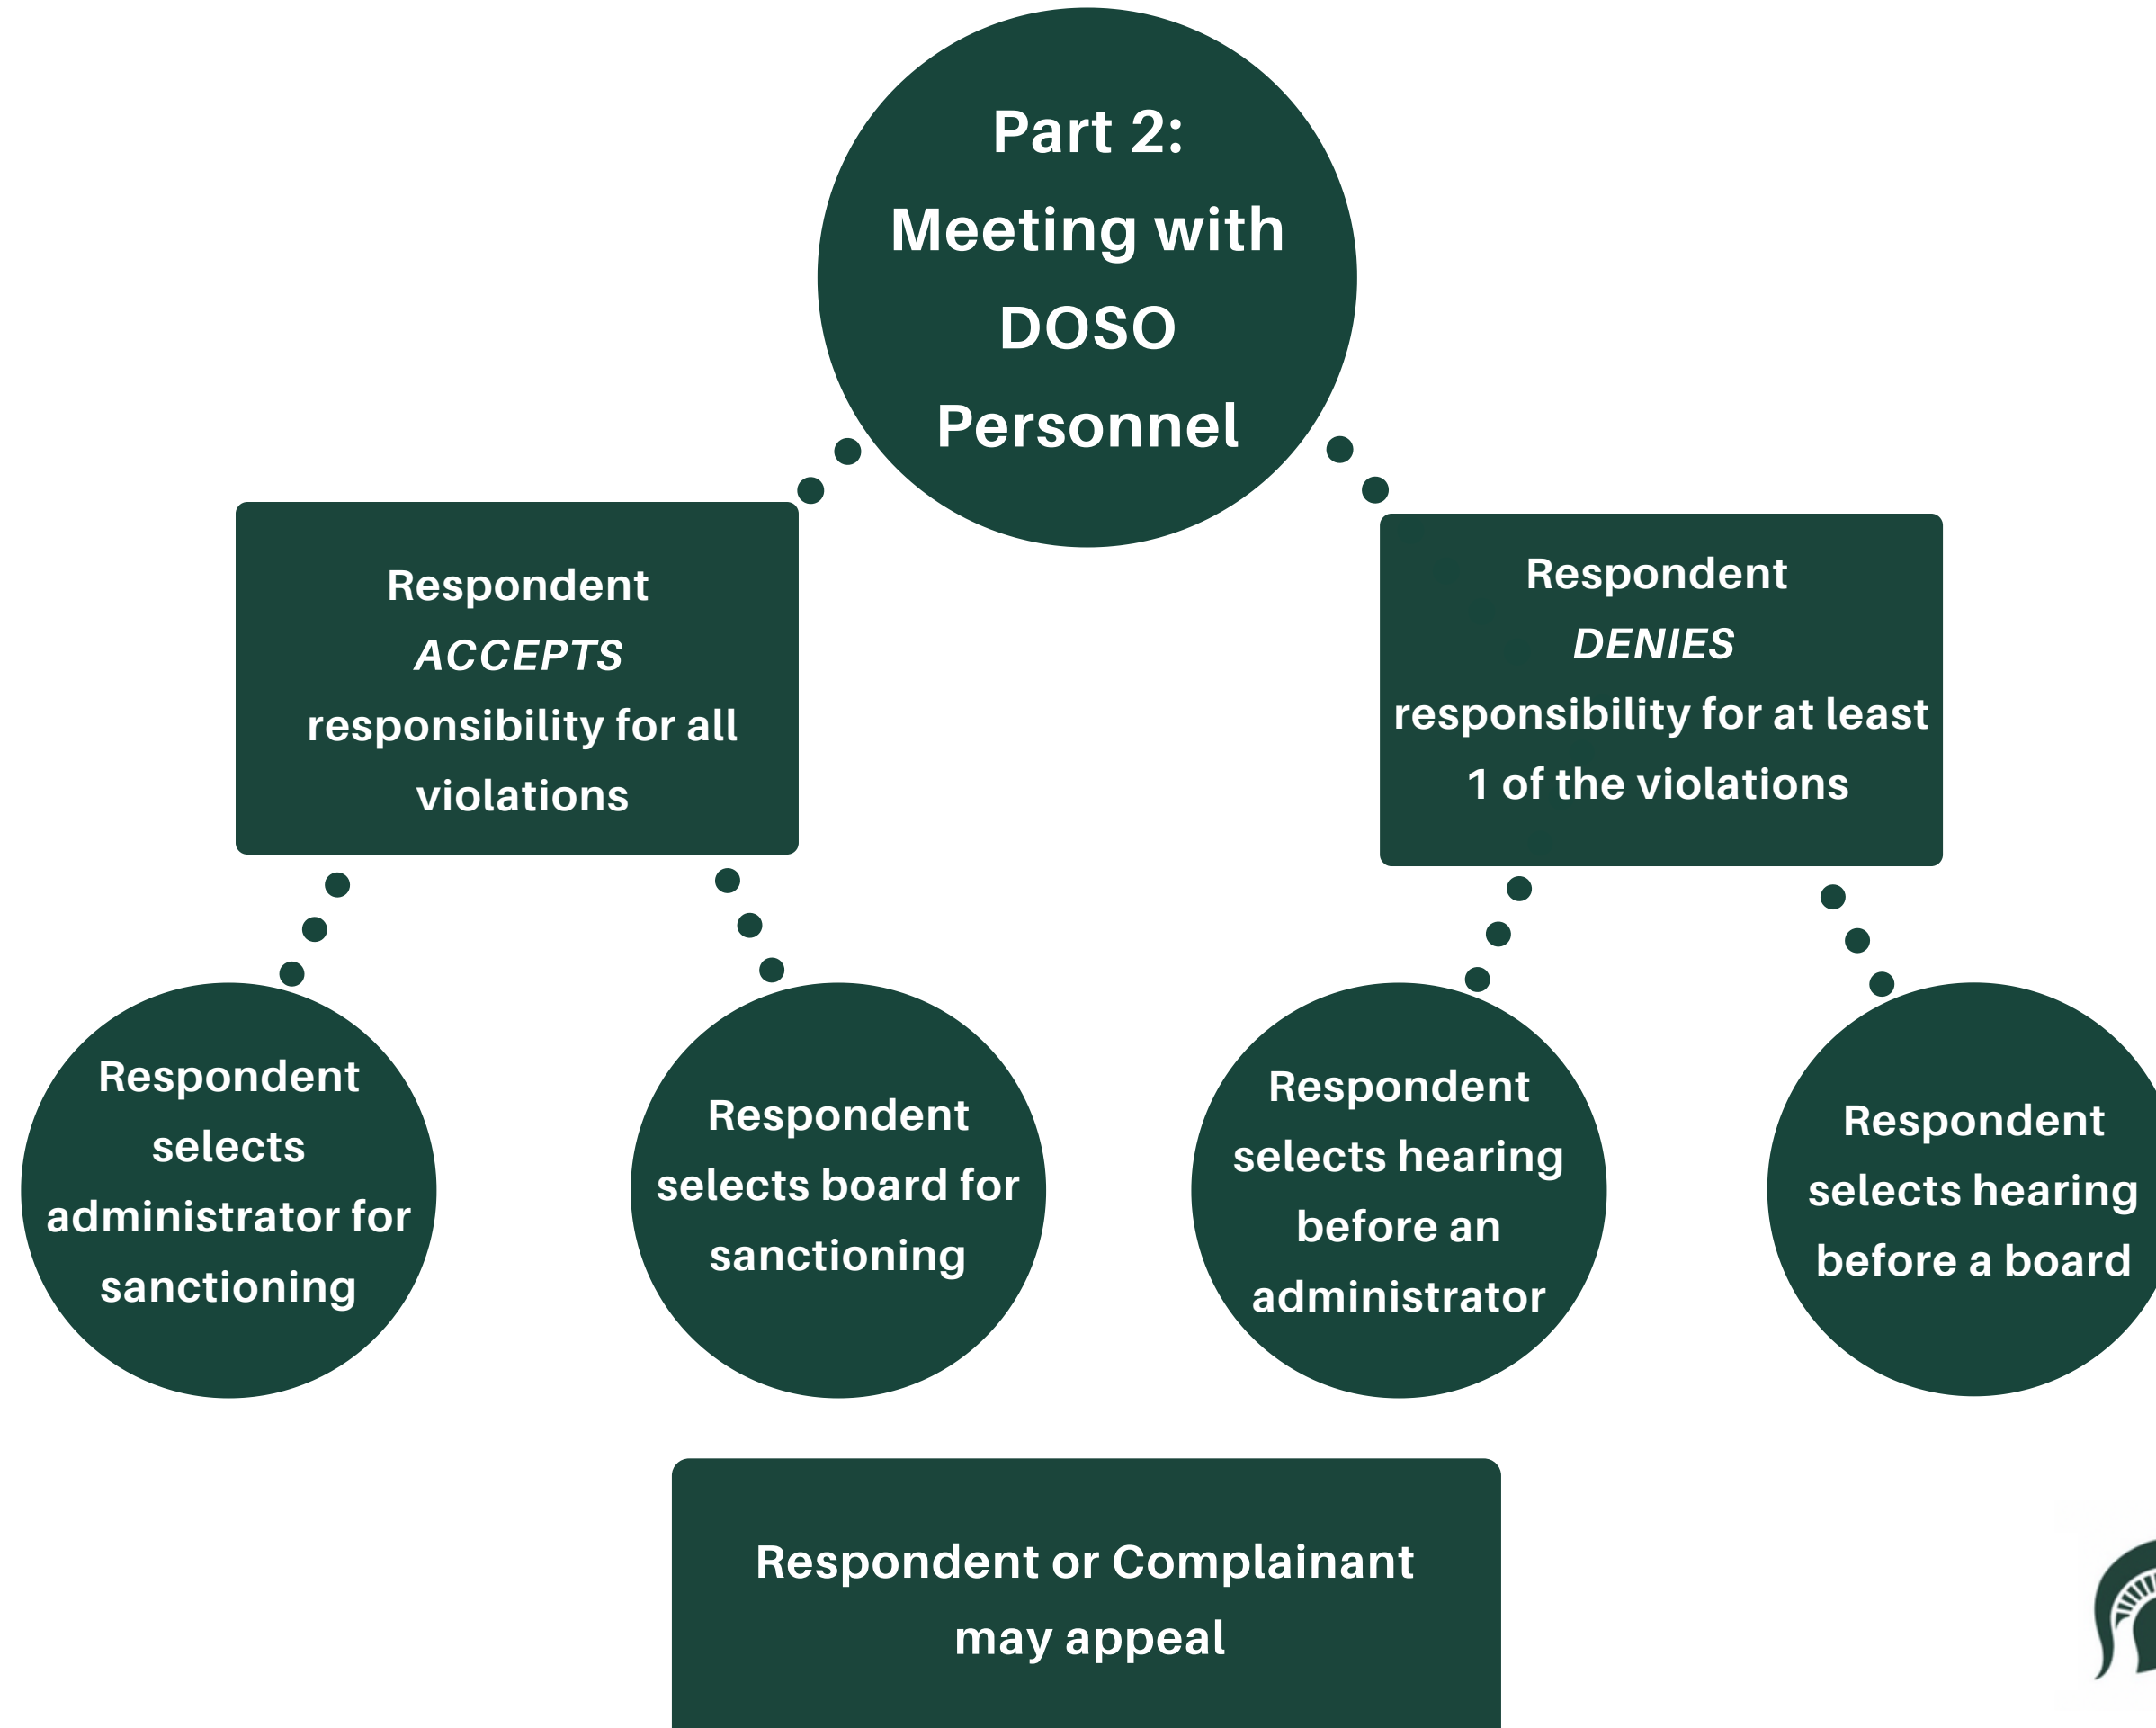 Part 2:
Meeting with
DOSO
Personnel
Respondent
ACCEPTS
responsibility for all
violations
Respondent
DENIES
responsibility for at least
1 of the violations
Respondent
selects
administrator for
sanctioning
Respondent
selects board for
sanctioning
Respondent
selects hearing
before an
administrator
Respondent
selects hearing
before a board
Respondent or Complainant
may appeal